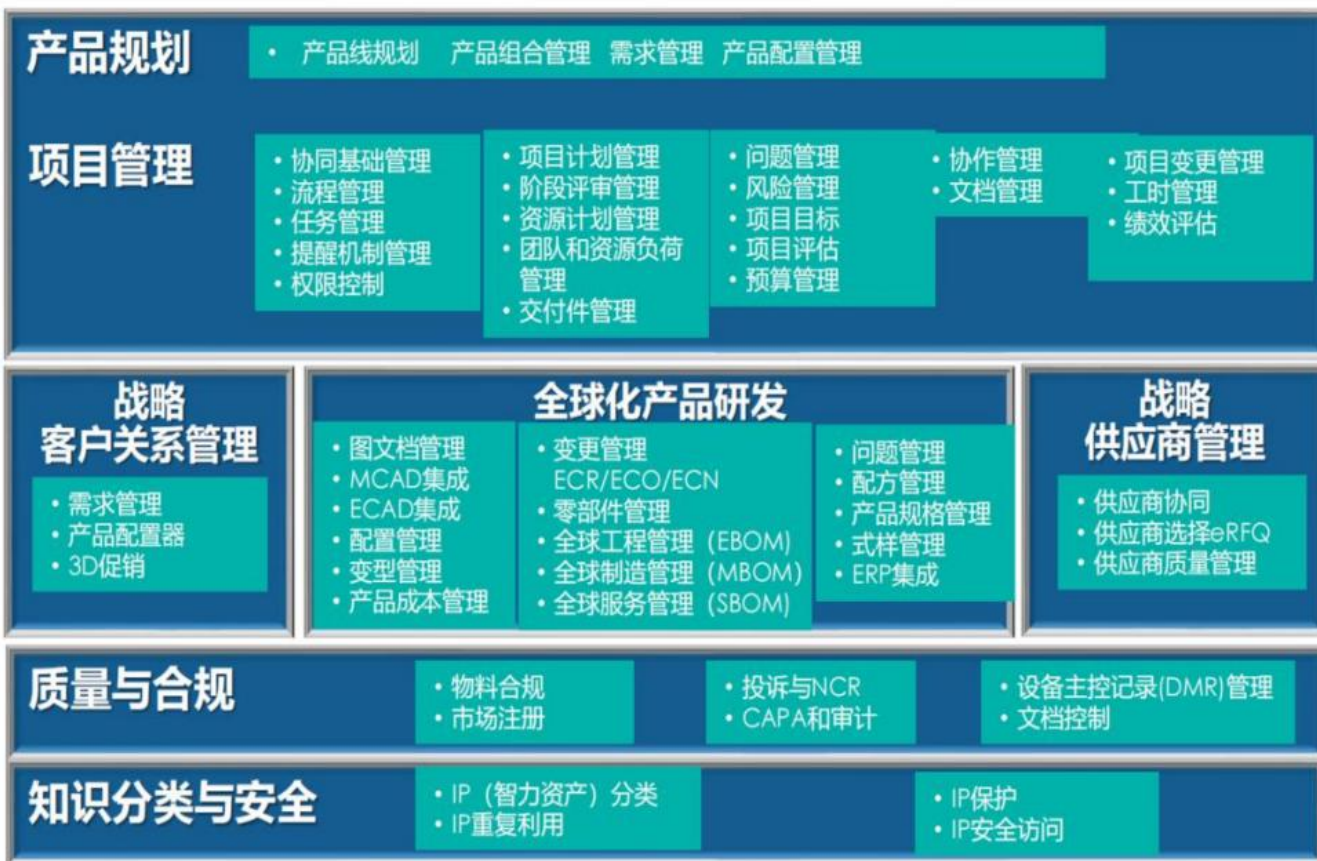 产品规划
• 产品线规划 产品组合管理 需求管理 产品配置管理
项目管理
• 协同基础管理
• 流程管理
• 任务管理
• 提醒机制管理
• 权限控制
• 项目计划管理
• 阶段评审管理
• 资源计划管理
• 团队和资源负荷
管理
• 交付件管理
• 问题管理
• 风险管理
• 项目目标
• 项目评估
• 预算管理
• 协作管理
• 文档管理
• 项目变更管理
• 工时管理
• 绩效评估
战略
客户关系管理
• 需求管理
• 产品配置器
• 3D促销
全球化产品研发
• 图文档管理
• MCAD集成
• ECAD集成
• 配置管理
• 变型管理
• 产品成本管理
• 变更管理
ECR/ECO/ECN
• 零部件管理
• 全球工程管理（EBOM）
• 全球制造管理（MBOM）
• 全球服务管理（SBOM）
• 问题管理
• 配方管理
• 产品规格管理
• 式样管理
• ERP集成
战略
供应商管理
• 供应商协同
• 供应商选择eRFQ
• 供应商质量管理
质量与合规
• 物料合规
• 市场注册
• 投诉与NCR
• CAPA和审计
• 设备主控记录(DMR)管理
• 文档控制
知识分类与安全
• IP（智力资产）分类
• IP重复利用
• IP保护
• IP安全访问